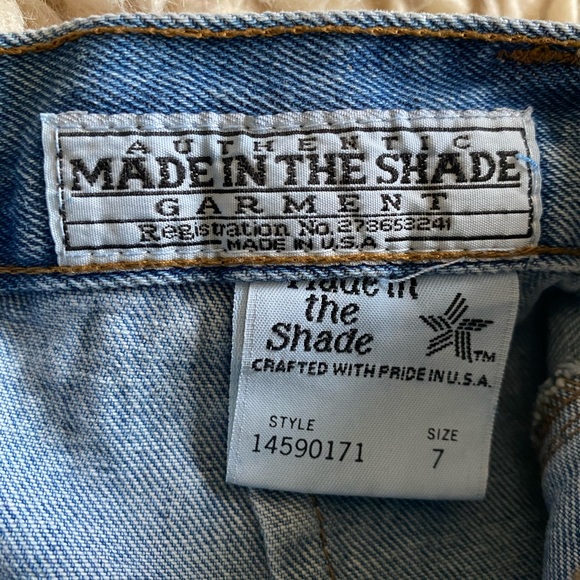 AUTHENTIC
MADE IN THE SHADE
GARMENT
Registration No. 273653241
MADE IN U.S.A.
Made in
the
Shade
TM
CRAFTED WITH PRIDE IN U.S.A.
STYLE
14590171
SIZE
7